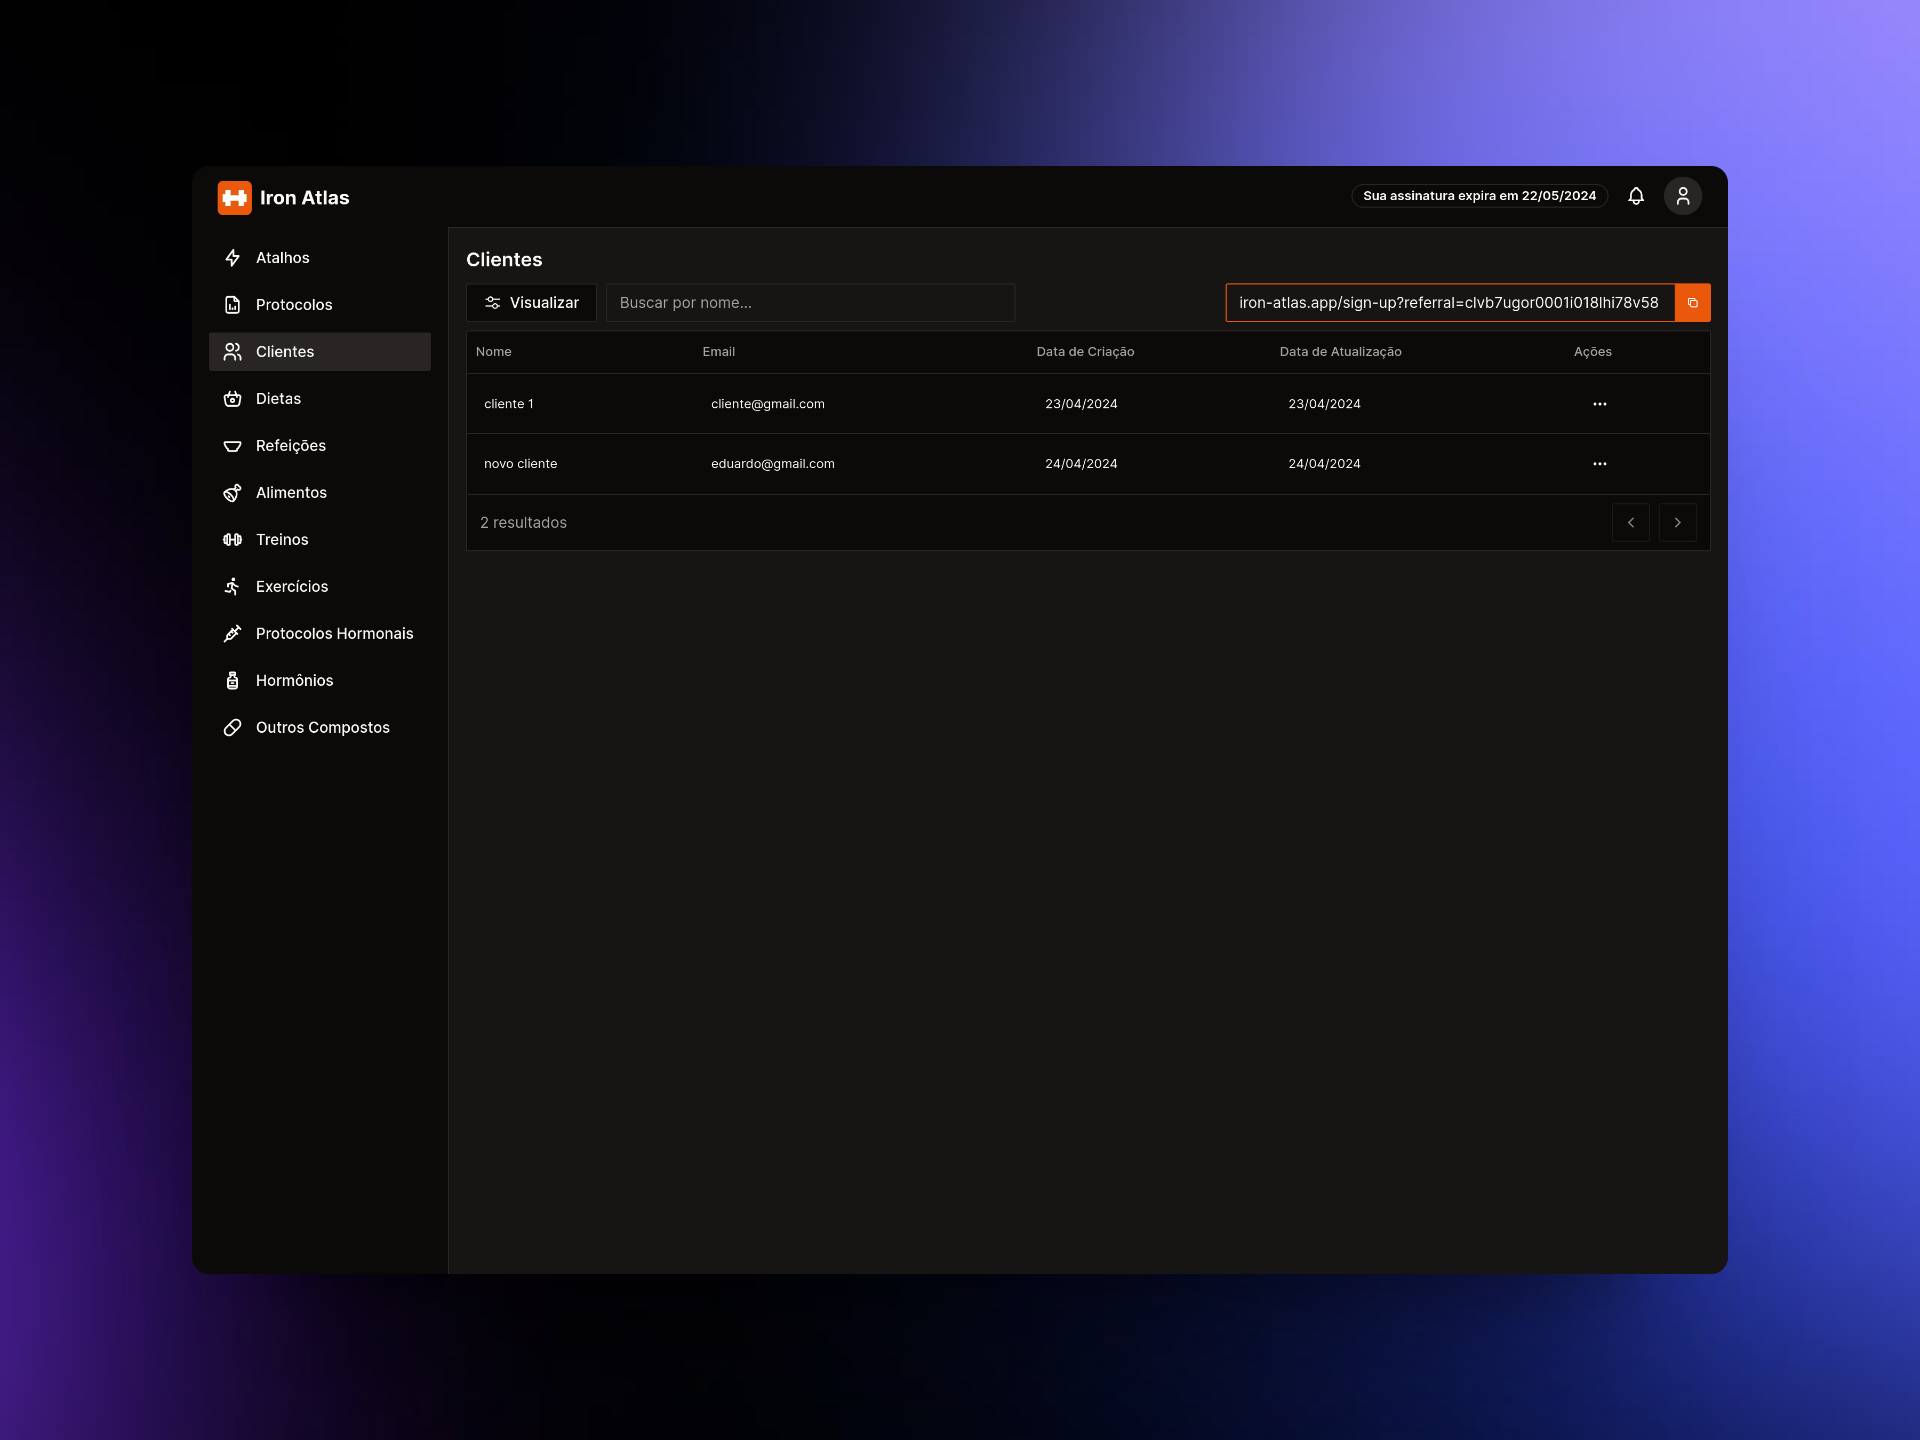 Iron Atlas
Sua assinatura expira em 22/05/2024
Atalhos
Protocolos
Clientes
Dietas
Refeições
Alimentos
Treinos
Exercícios
Protocolos Hormonais
Hormônios
Outros Compostos
Clientes
Visualizar
Buscar por nome...
iron-atlas.app/sign-up?referral=clvb7ugor0001i018lhi78v58
Nome Email Data de Criação Data de Atualização Ações
cliente 1 cliente@gmail.com 23/04/2024 23/04/2024
novo cliente eduardo@gmail.com 24/04/2024 24/04/2024
2 resultados